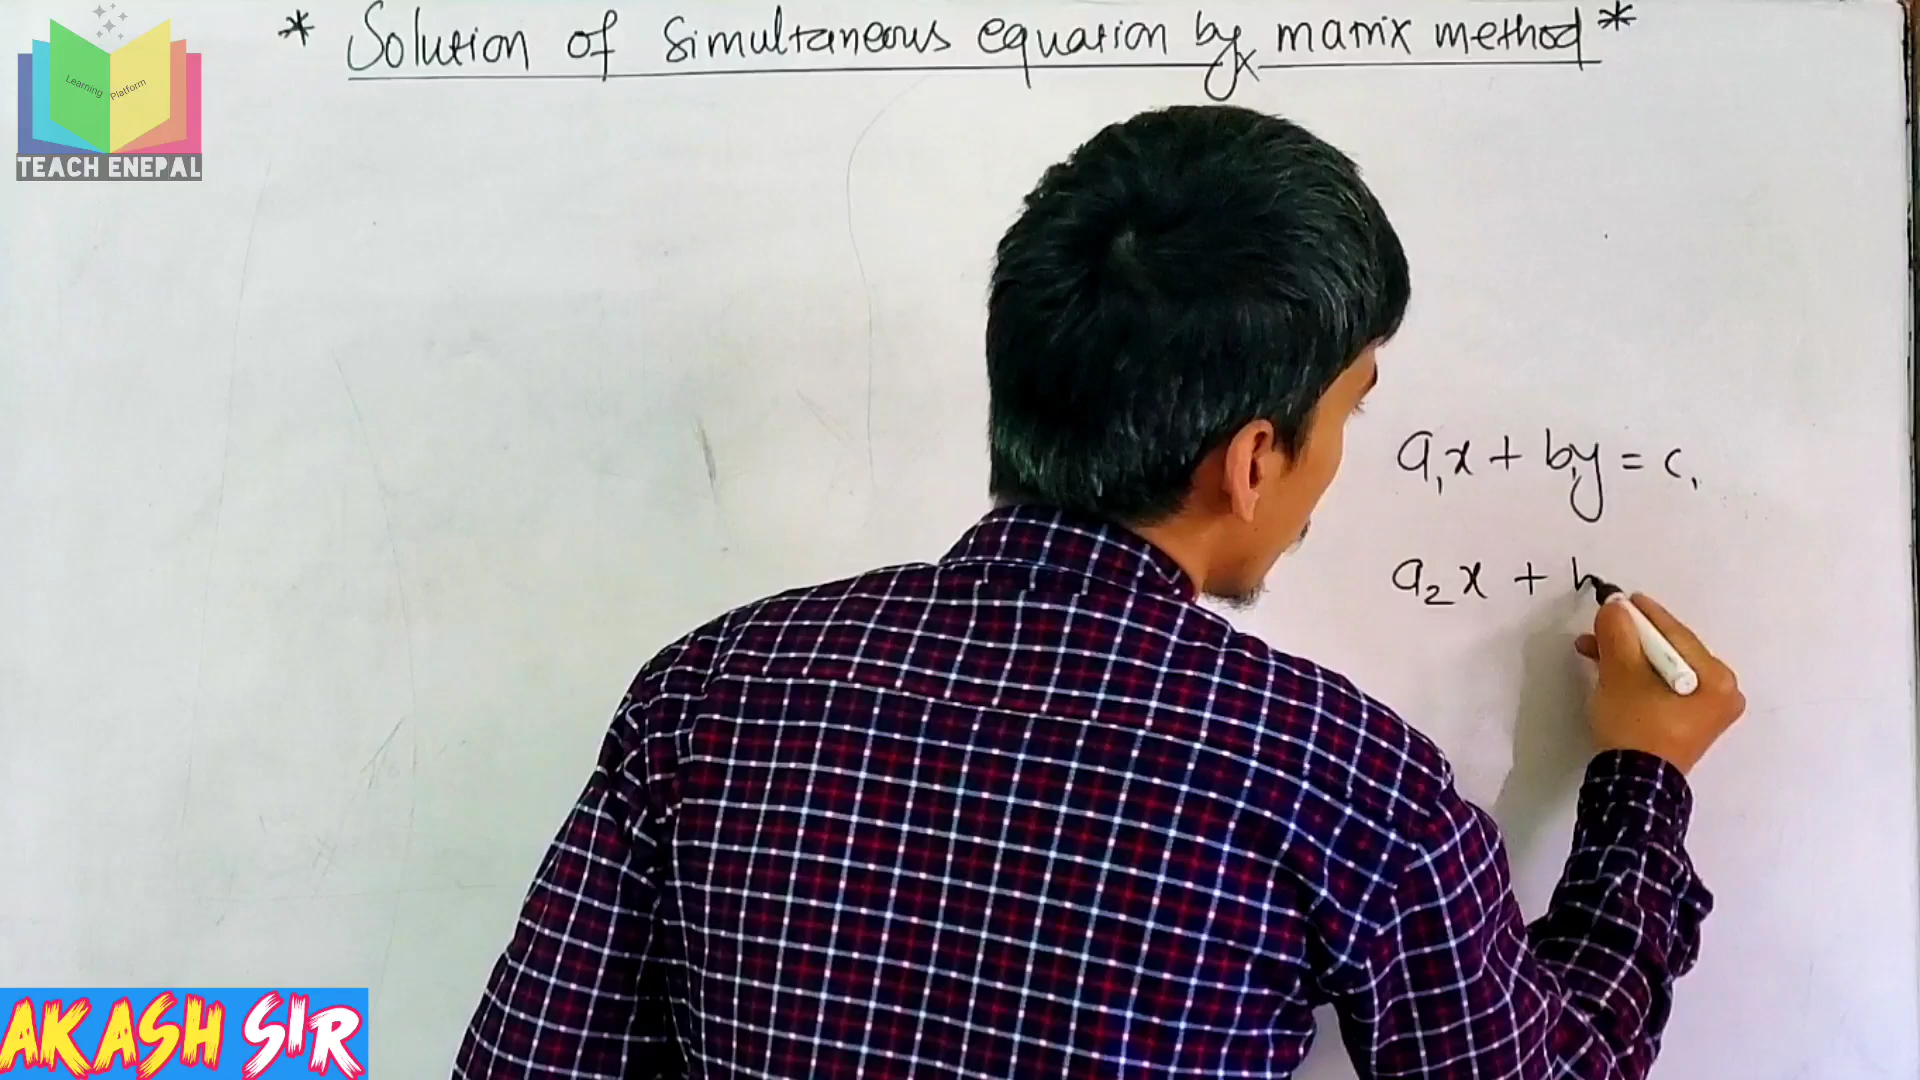 * Solution of simultaneous equation by matrix method *
Learning Platform
TEACH ENEPAL
a₁x + b₁y = c₁
a₂x + b
AKASH SIR